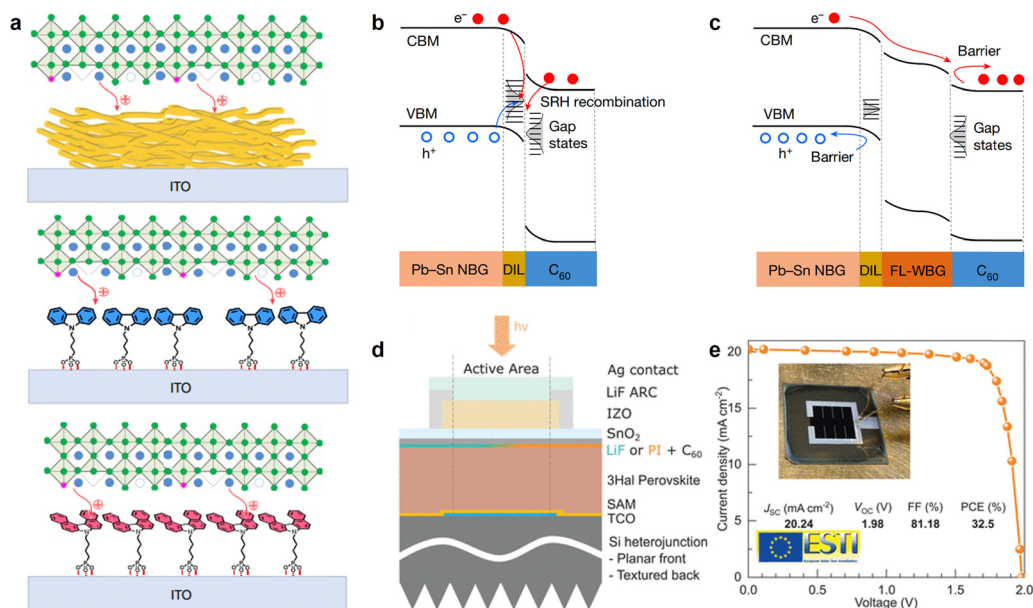 a
ITO
ITO
ITO
N N N N N
N N N N N
b
e⁻
CBM
VBM
h⁺
SRH recombination
Gap
states
Pb–Sn NBG
DIL
C₆₀
c
e⁻
CBM
Barrier
VBM
h⁺
Barrier
Gap
states
Pb–Sn NBG
DIL
FL-WBG
C₆₀
d
hv
Active Area
Ag contact
LiF ARC
IZO
SnO₂
LiF or PI + C₆₀
3Hal Perovskite
SAM
TCO
Si heterojunction
- Planar front
- Textured back
e
Current density (mA cm⁻²)
20
15
10
5
0
J_SC (mA cm⁻²) V_OC (V) FF (%) PCE (%)
20.24 1.98 81.18 32.5
ESTI
0.0 0.5 1.0 1.5 2.0
Voltage (V)